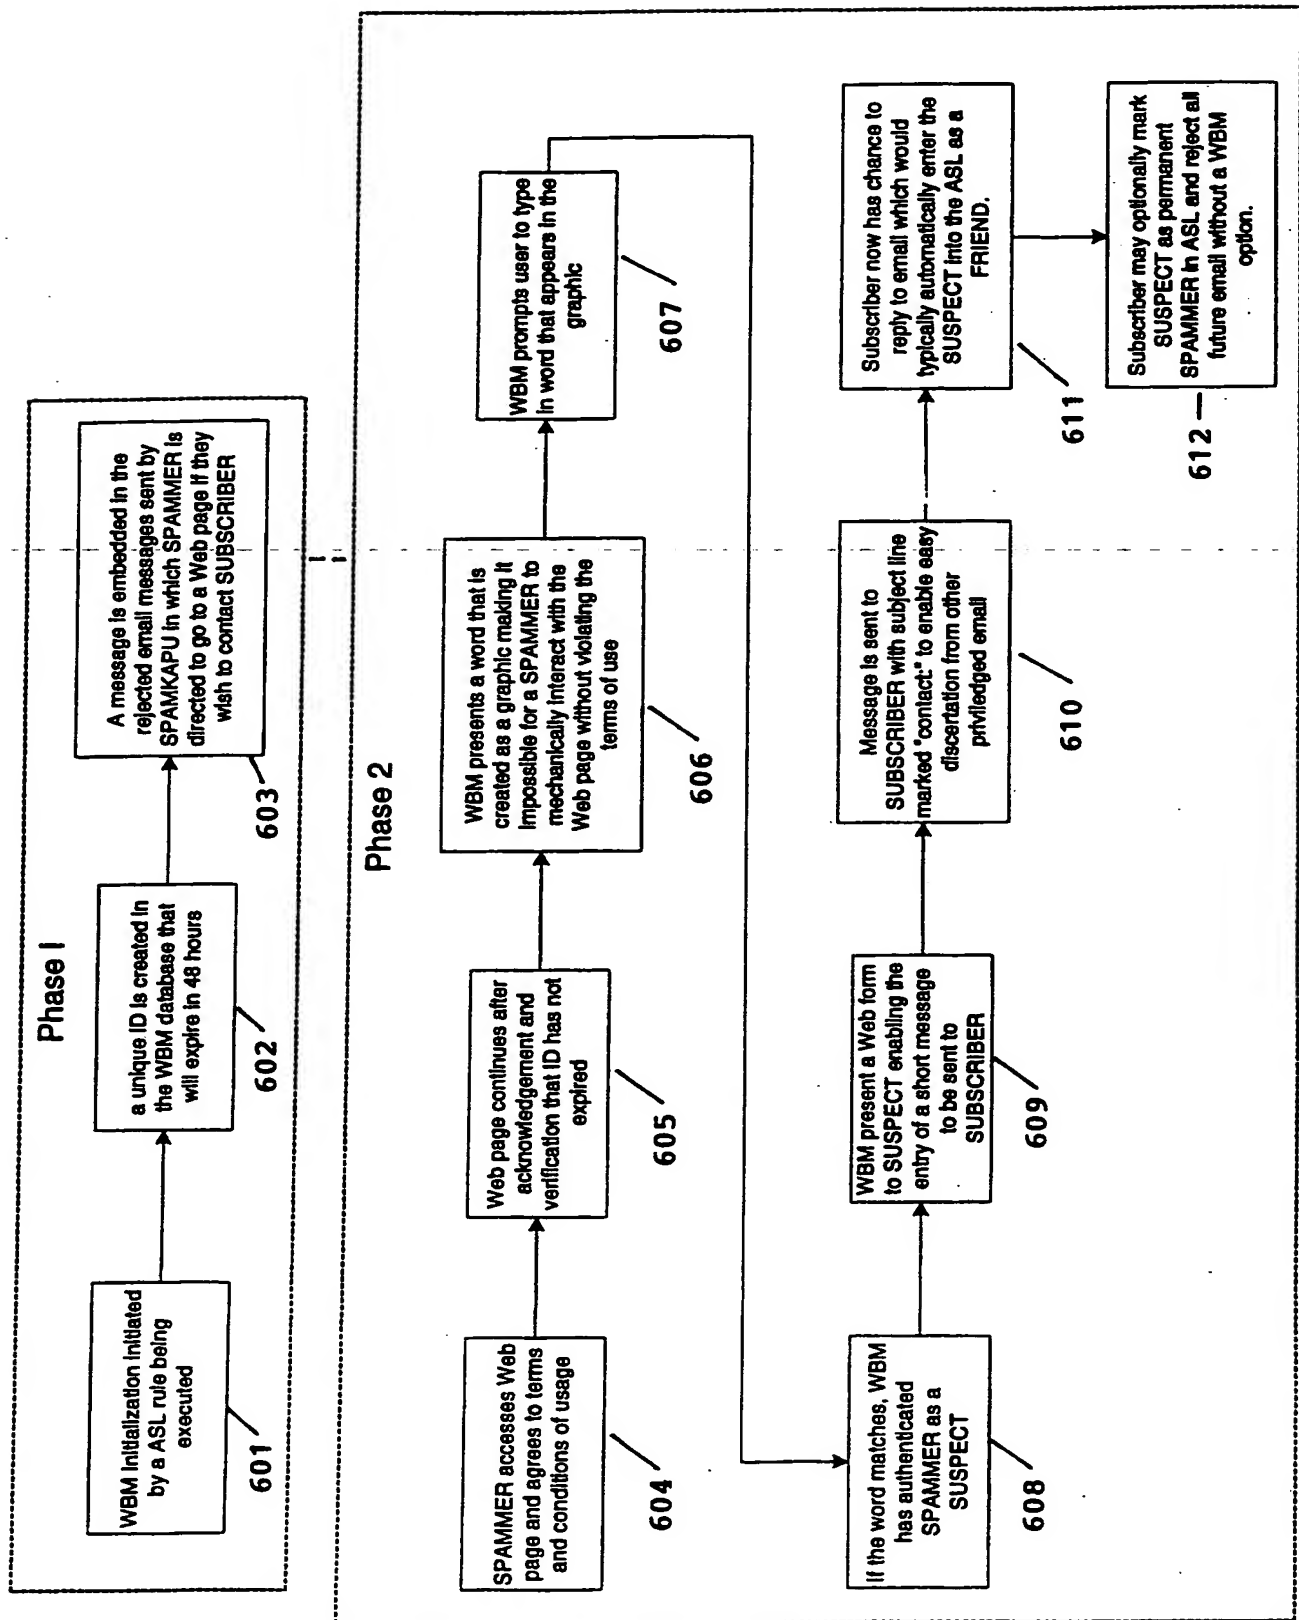 Phase I
WBM initialization initiated
by a ASL rule being
executed
601
a unique ID is created in
the WBM database that
will expire in 48 hours
602
A message is embedded in the
rejected email messages sent by
SPAMKAPU in which SPAMMER is
directed to go to a Web page if they
wish to contact SUBSCRIBER
603
Phase 2
SPAMMER accesses Web
page and agrees to terms
and conditions of usage
604
Web page continues after
acknowledgement and
verification that ID has not
expired
605
WBM presents a word that is
created as a graphic making it
impossible for a SPAMMER to
mechanically interact with the
Web page without violating the
terms of use
606
WBM prompts user to type
in word that appears in the
graphic
607
If the word matches, WBM
has authenticated
SPAMMER as a
SUSPECT
608
WBM present a Web form
to SUSPECT enabling the
entry of a short message
to be sent to
SUBSCRIBER
609
Message is sent to
SUBSCRIBER with subject line
marked "contact:" to enable easy
discertation from other
priviledged email
610
Subscriber now has chance to
reply to email which would
typically automatically enter the
SUSPECT into the ASL as a
FRIEND.
611
Subscriber may optionally mark
SUSPECT as permanent
SPAMMER in ASL and reject all
future email without a WBM
option.
612